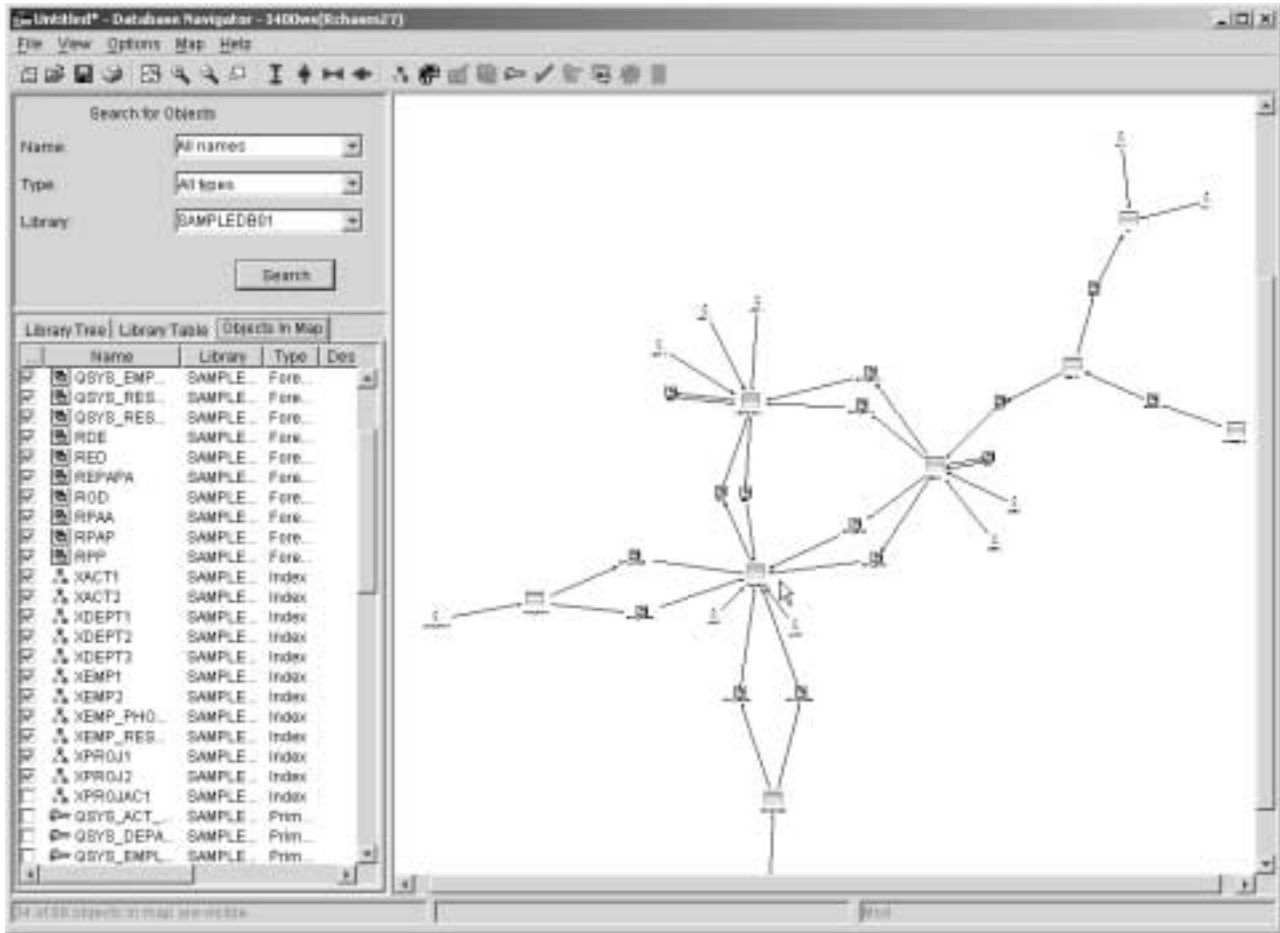 Untitled* - Database Navigator -
File View Options Map Help
Search for Objects
Name: All names
Type: All types
Library: SAMPLEDB01
Search
Library Tree Library Table Objects In Map
... Name Library Type Des
QSYS_EMP... SAMPLE... Fore...
QSYS_RES... SAMPLE... Fore...
QSYS_RES... SAMPLE... Fore...
RDE SAMPLE... Fore...
RED SAMPLE... Fore...
REPAPA SAMPLE... Fore...
ROD SAMPLE... Fore...
RPAA SAMPLE... Fore...
RPAP SAMPLE... Fore...
RPP SAMPLE... Fore...
XACT1 SAMPLE... Index
XACT2 SAMPLE... Index
XDEPT1 SAMPLE... Index
XDEPT2 SAMPLE... Index
XDEPT3 SAMPLE... Index
XEMP1 SAMPLE... Index
XEMP2 SAMPLE... Index
XEMP_PHO... SAMPLE... Index
XEMP_RES... SAMPLE... Index
XPROJ1 SAMPLE... Index
XPROJ2 SAMPLE... Index
XPROJAC1 SAMPLE... Index
QSYS_ACT_... SAMPLE... Prim...
QSYS_DEPA... SAMPLE... Prim...
QSYS_EMPL... SAMPLE... Prim...
objects in map are visible